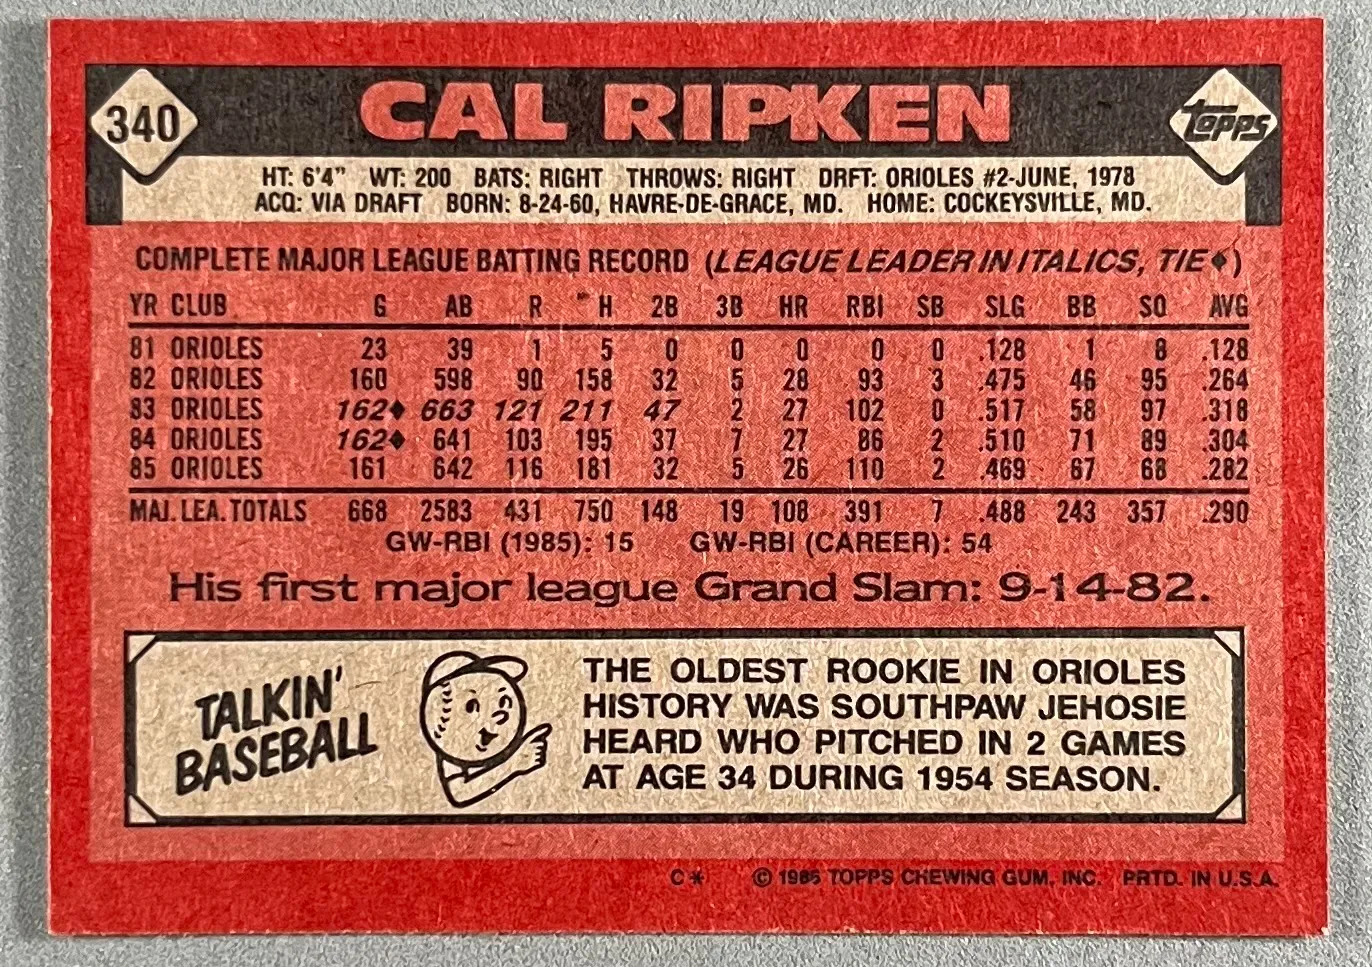 340 CAL RIPKEN topps
HT: 6'4" WT: 200 BATS: RIGHT THROWS: RIGHT DRFT: ORIOLES #2-JUNE, 1978
ACQ: VIA DRAFT BORN: 8-24-60, HAVRE-DE-GRACE, MD. HOME: COCKEYSVILLE, MD.
COMPLETE MAJOR LEAGUE BATTING RECORD (LEAGUE LEADER IN ITALICS, TIE♦)
YR CLUB G AB R H 2B 3B HR RBI SB SLG BB SO AVG
81 ORIOLES 23 39 1 5 0 0 0 0 0 .128 1 8 .128
82 ORIOLES 160 598 90 158 32 5 28 93 3 .475 46 95 .264
83 ORIOLES 162♦ 663 121 211 47 2 27 102 0 .517 58 97 .318
84 ORIOLES 162♦ 641 103 195 37 7 27 86 2 .510 71 89 .304
85 ORIOLES 161 642 116 181 32 5 26 110 2 .469 67 68 .282
MAJ. LEA. TOTALS 668 2583 431 750 148 19 108 391 7 .488 243 357 .290
GW-RBI (1985): 15 GW-RBI (CAREER): 54
His first major league Grand Slam: 9-14-82.
TALKIN'
BASEBALL
THE OLDEST ROOKIE IN ORIOLES
HISTORY WAS SOUTHPAW JEHOSIE
HEARD WHO PITCHED IN 2 GAMES
AT AGE 34 DURING 1954 SEASON.
C* © 1986 TOPPS CHEWING GUM, INC. PRTD. IN U.S.A.